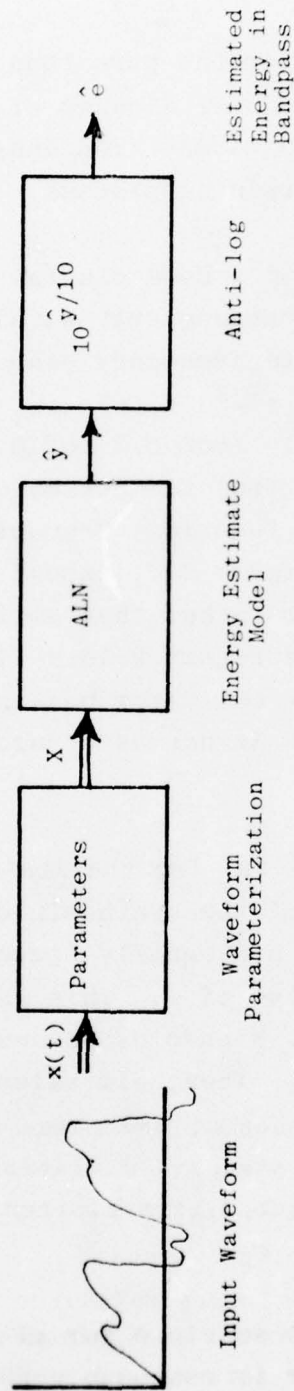 x(t)
Parameters
X
ALN
ŷ
10^ŷ/10
ê
Input Waveform
Waveform
Parameterization
Energy Estimate
Model
Anti-log
Estimated
Energy in
Bandpass